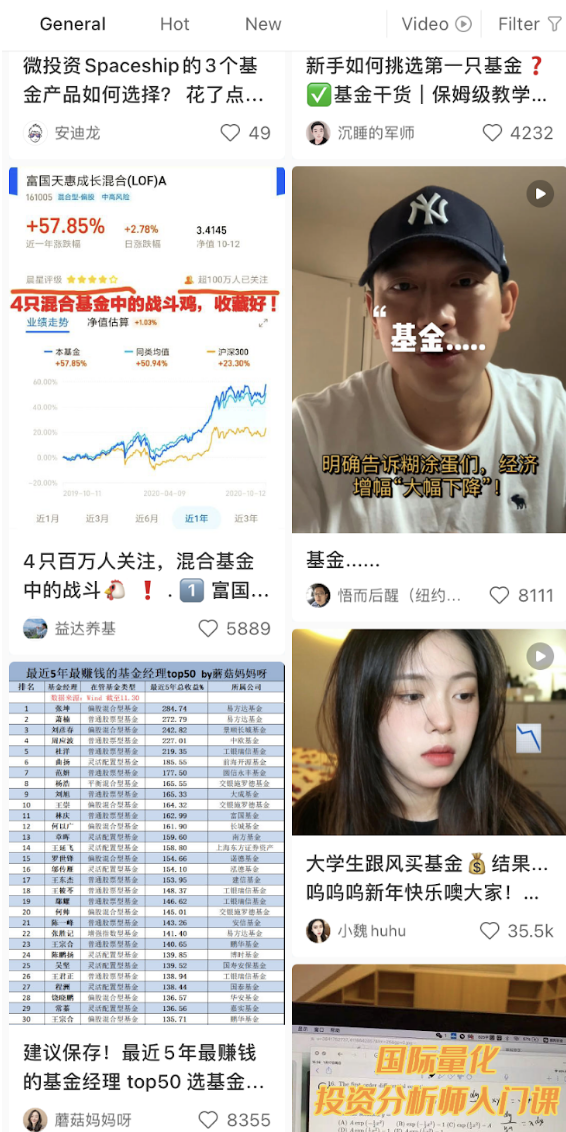 General
Hot
New
Video
Filter
微投资Spaceship的3个基
金产品如何选择？ 花了点...
安迪龙
49
新手如何挑选第一只基金❓
✅基金干货｜保姆级教学...
沉睡的军师
4232
富国天惠成长混合(LOF)A
161005 混合型-偏股 中高风险
+57.85% +2.78% 3.4145
近一年涨跌幅 日涨跌幅 净值 10-12
晨星评级 超100万人已关注
4只混合基金中的战斗鸡，收藏好！
业绩走势 净值估算 +1.03%
本基金 同类均值 沪深300
+57.85% +50.94% +23.30%
60.00%
40.00%
20.00%
0.00%
-20.00%
2019-10-11 2020-04-09 2020-10-12
近1月 近3月 近6月 近1年 近3年
4只百万人关注，混合基金
中的战斗🐔❗. 1️⃣ 富国...
益达养基
5889
NY
“
基金.....
明确告诉糊涂蛋们，经济
增幅“大幅下降”！
基金......
悟而后醒（纽约...
8111
大学生跟风买基金💰结果...
呜呜呜新年快乐噢大家！...
小魏huhu
35.5k
最近5年最赚钱的基金经理top50 by蘑菇妈妈呀
排名 基金经理 在管基金类型 最近5年总收益% 所属公司
数据来源：Wind 截至11.30
1 张坤 偏股混合型基金 284.74 易方达基金
2 萧楠 普通股票型基金 272.79 易方达基金
3 刘彦春 偏股混合型基金 242.82 景顺长城基金
4 周应波 普通股票型基金 227.01 中欧基金
5 杜洋 普通股票型基金 219.35 工银瑞信基金
6 曲扬 灵活配置型基金 185.55 前海开源基金
7 范妍 普通股票型基金 177.50 圆信永丰基金
8 杨浩 平衡混合型基金 165.55 交银施罗德基金
9 刘旭 普通股票型基金 165.33 大成基金
10 王崇 偏股混合型基金 164.32 交银施罗德基金
11 林庆 普通股票型基金 162.99 富国基金
12 何以广 偏股混合型基金 161.90 长城基金
13 章晖 灵活配置型基金 159.60 南方基金
14 王延飞 灵活配置型基金 158.80 上海东方证券资产
15 罗世锋 偏股混合型基金 154.66 诺德基金
16 邬传雁 灵活配置型基金 154.10 泓德基金
17 王东杰 普通股票型基金 153.95 建信基金
18 王筱苓 普通股票型基金 148.37 工银瑞信基金
19 鄢耀 普通股票型基金 146.62 工银瑞信基金
20 何帅 偏股混合型基金 145.01 交银施罗德基金
21 陈一峰 普通股票型基金 143.26 安信基金
22 张胜记 增强指数型基金 141.40 易方达基金
23 王宗合 普通股票型基金 140.65 鹏华基金
24 陈鹏扬 灵活配置型基金 139.85 博时基金
25 吴坚 灵活配置型基金 139.52 国寿安保基金
26 王君正 普通股票型基金 138.94 工银瑞信基金
27 程洲 灵活配置型基金 138.44 国泰基金
28 饶晓鹏 偏股混合型基金 136.57 华安基金
29 常蓁 灵活配置型基金 136.56 嘉实基金
30 王宗合 偏股混合型基金 135.71 鹏华基金
建议保存！最近5年最赚钱
的基金经理 top50 选基金...
蘑菇妈妈呀
8355
国际量化
投资分析师入门课